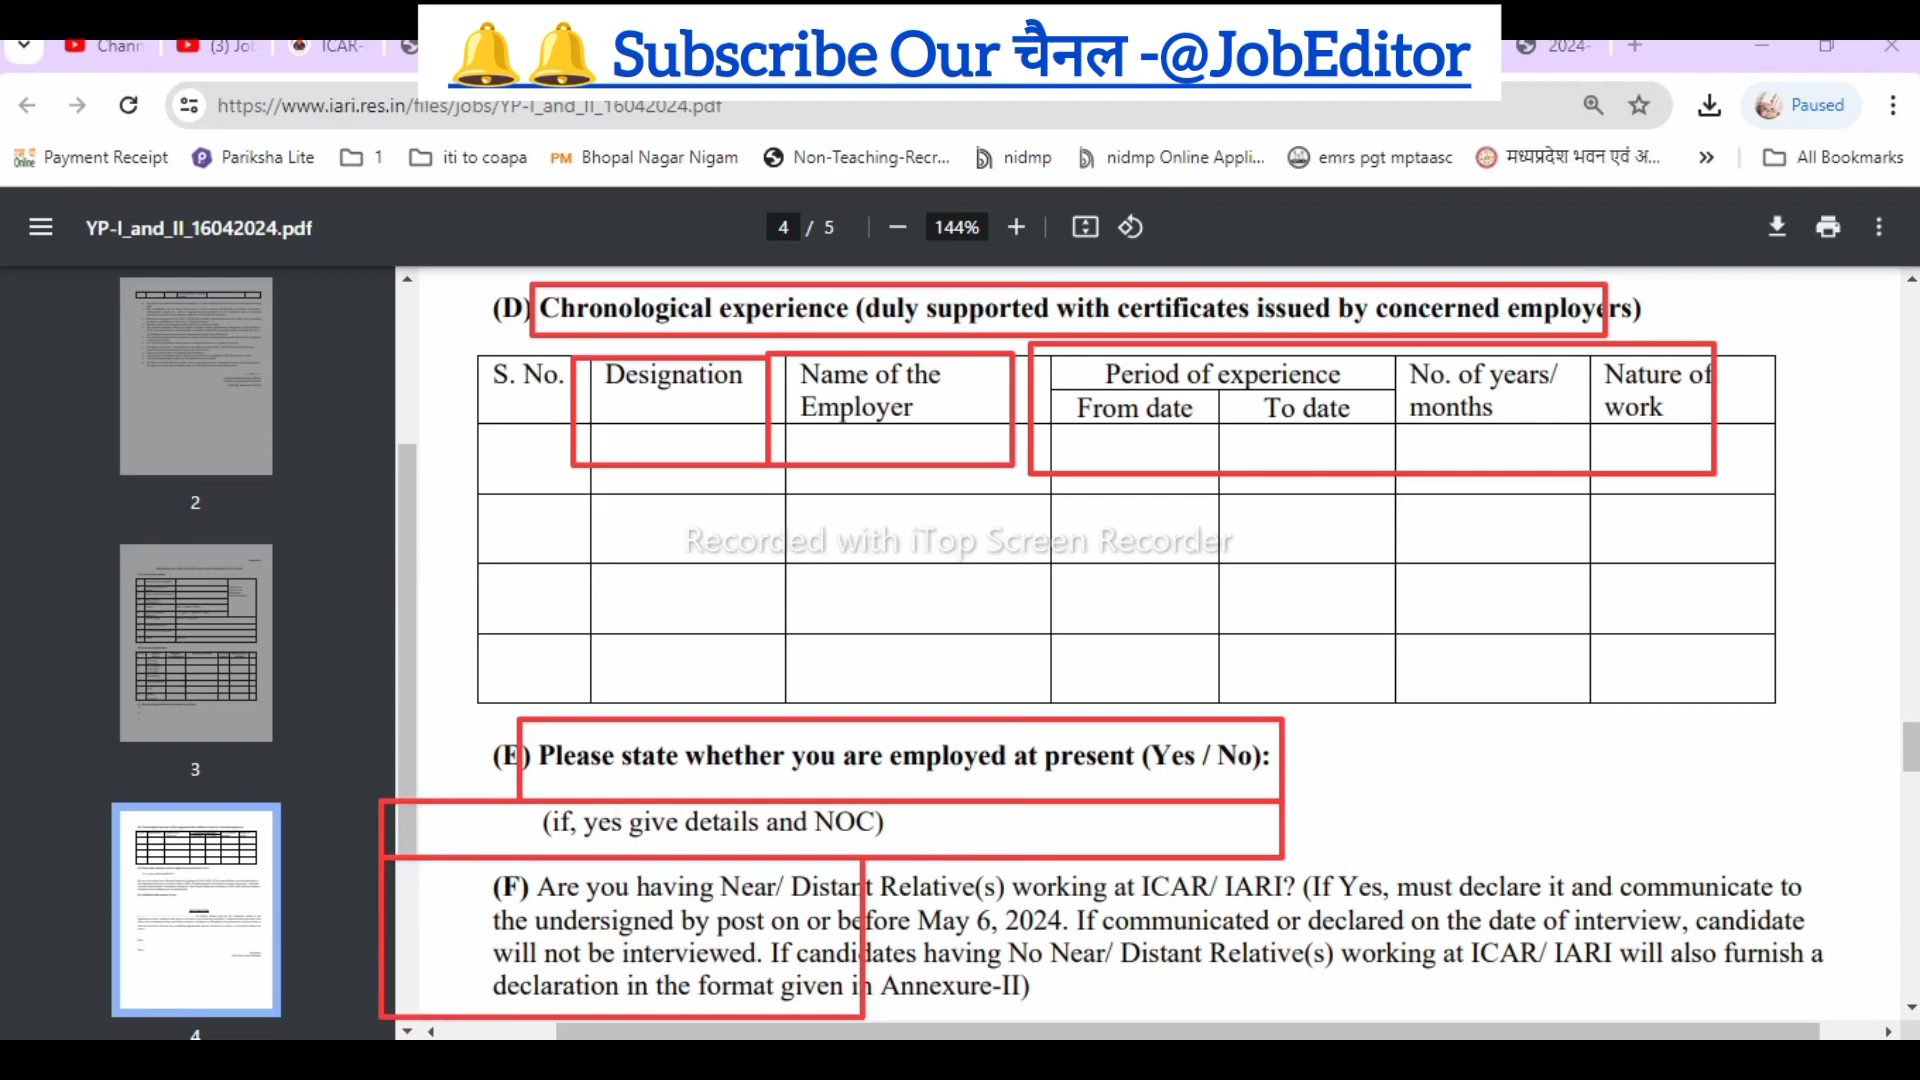 Subscribe Our चैनल -@JobEditor
Chann
(3) Jo
ICAR-
2024-
https://www.iari.res.in/files/jobs/YP-I_and_II_16042024.pdf
Paused
Payment Receipt
Pariksha Lite
1
iti to coapa
PM Bhopal Nagar Nigam
Non-Teaching-Recr...
nidmp
nidmp Online Appli...
emrs pgt mptaasc
मध्यप्रदेश भवन एवं अ...
All Bookmarks
YP-I_and_II_16042024.pdf
4 / 5
144%
2
3
4
(D) Chronological experience (duly supported with certificates issued by concerned employers)
S. No.
Designation
Name of the
Employer
Period of experience
From date
To date
No. of years/
months
Nature of
work
Recorded with iTop Screen Recorder
(E) Please state whether you are employed at present (Yes / No):
(if, yes give details and NOC)
(F) Are you having Near/ Distant Relative(s) working at ICAR/ IARI? (If Yes, must declare it and communicate to
the undersigned by post on or before May 6, 2024. If communicated or declared on the date of interview, candidate
will not be interviewed. If candidates having No Near/ Distant Relative(s) working at ICAR/ IARI will also furnish a
declaration in the format given in Annexure-II)